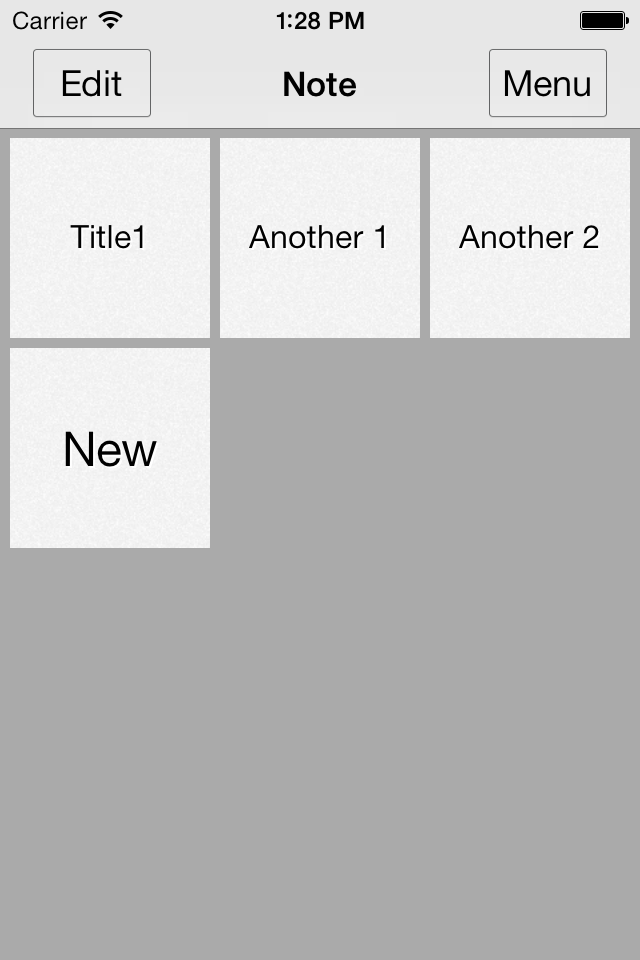 Carrier 1:28 PM
Edit Note Menu
Title1 Another 1 Another 2
New